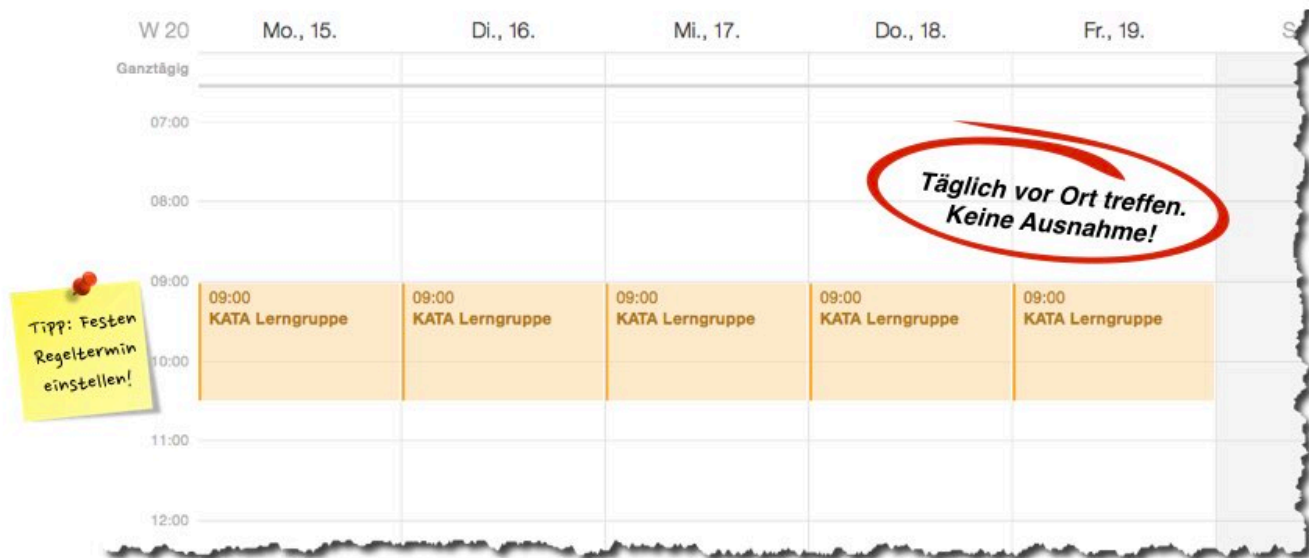 W 20 Mo., 15. Di., 16. Mi., 17. Do., 18. Fr., 19. S
Ganztägig
07:00
Täglich vor Ort treffen.
Keine Ausnahme!
08:00
09:00
09:00 09:00 09:00 09:00 09:00
KATA Lerngruppe KATA Lerngruppe KATA Lerngruppe KATA Lerngruppe KATA Lerngruppe
Tipp: Festen
Regeltermin
einstellen!
10:00
11:00
12:00